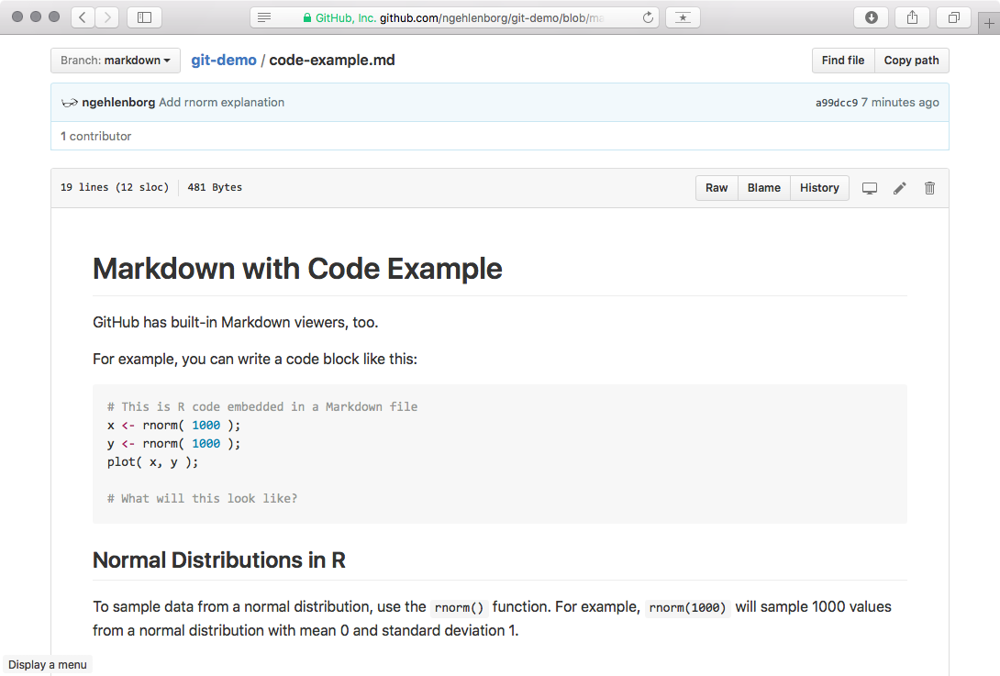 GitHub, Inc. github.com/ngehlenborg/git-demo/blob/ma
Branch: markdown git-demo / code-example.md Find file Copy path
ngehlenborg Add rnorm explanation a99dcc9 7 minutes ago
1 contributor
19 lines (12 sloc) 481 Bytes Raw Blame History
Markdown with Code Example
GitHub has built-in Markdown viewers, too.
For example, you can write a code block like this:
# This is R code embedded in a Markdown file
x <- rnorm( 1000 );
y <- rnorm( 1000 );
plot( x, y );
# What will this look like?
Normal Distributions in R
To sample data from a normal distribution, use the rnorm() function. For example, rnorm(1000) will sample 1000 values
from a normal distribution with mean 0 and standard deviation 1.
Display a menu